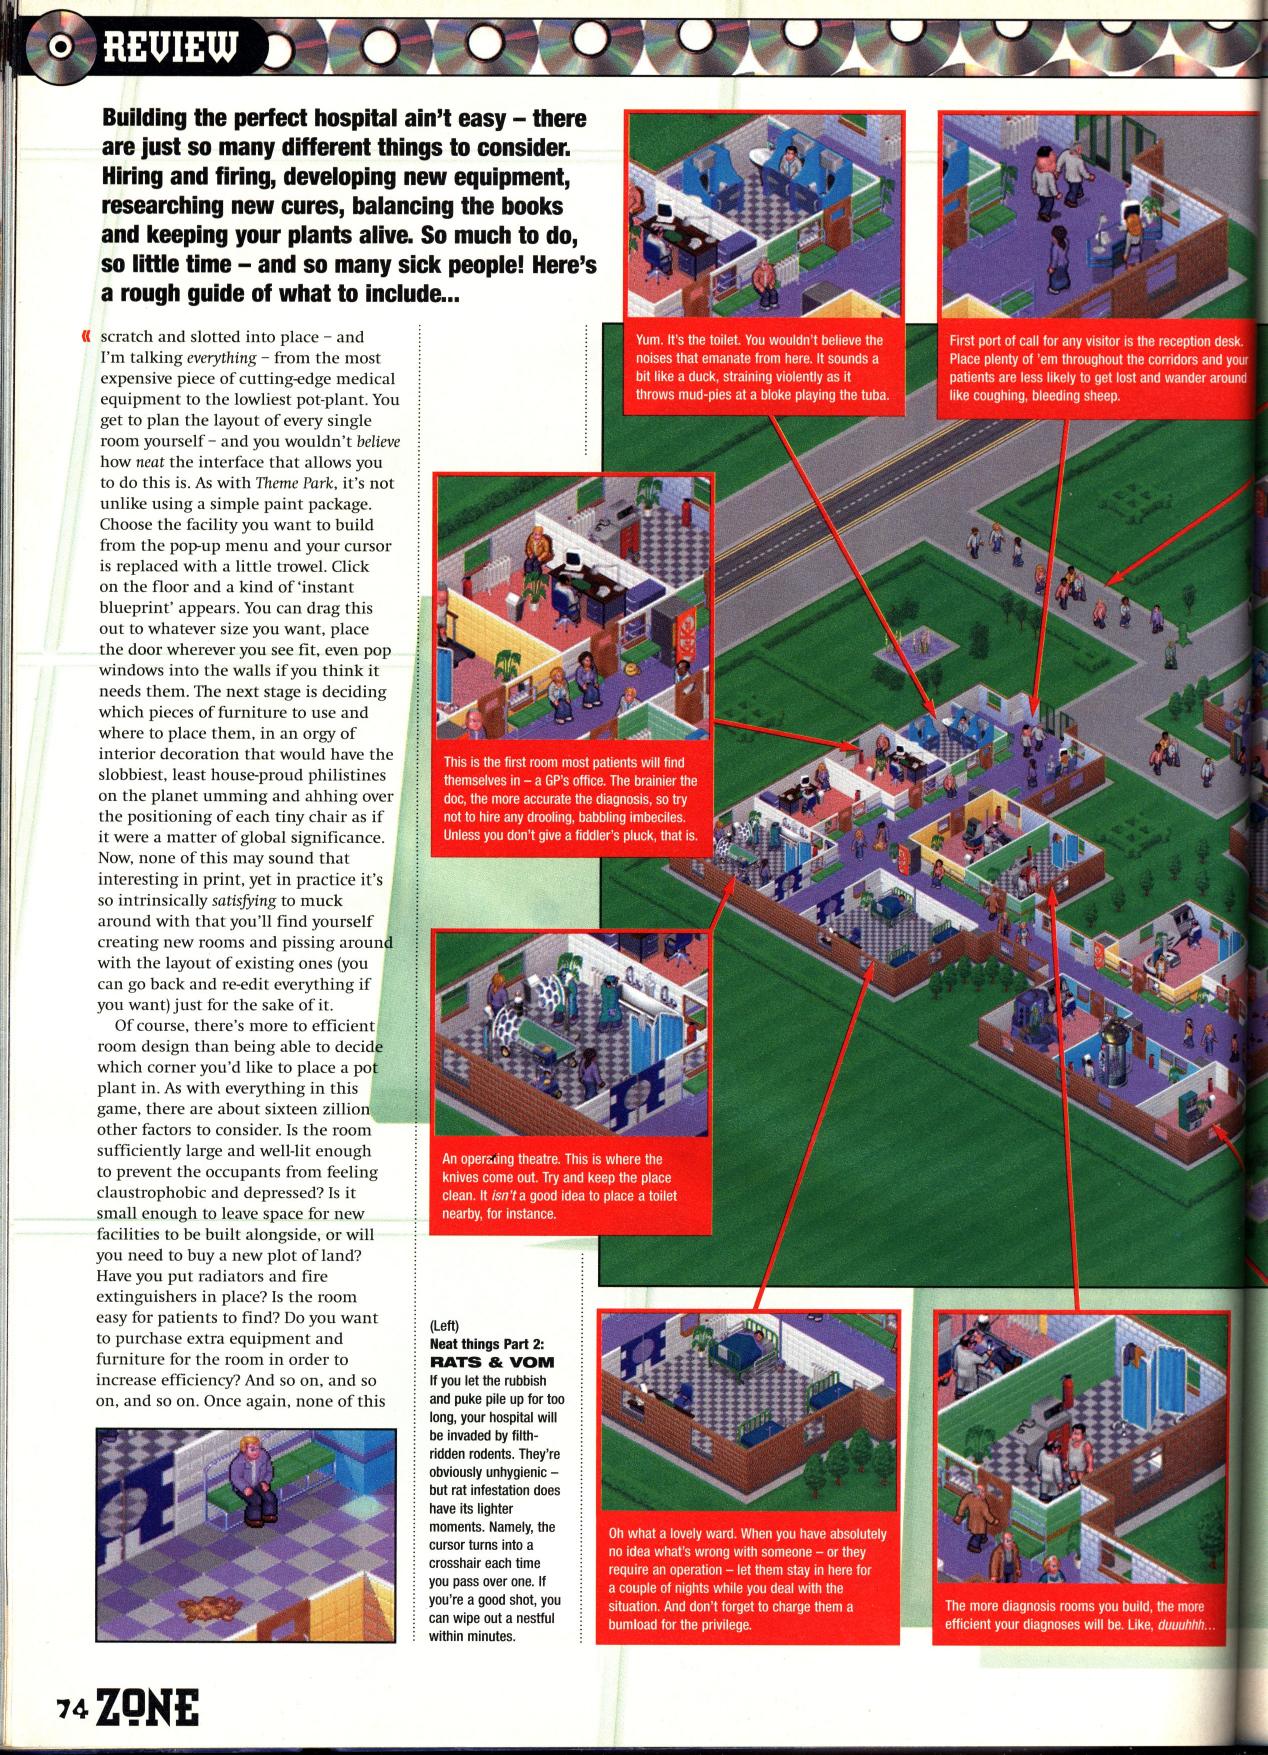 REVIEW
Building the perfect hospital ain't easy – there
are just so many different things to consider.
Hiring and firing, developing new equipment,
researching new cures, balancing the books
and keeping your plants alive. So much to do,
so little time – and so many sick people! Here's
a rough guide of what to include...
« scratch and slotted into place – and
I'm talking everything – from the most
expensive piece of cutting-edge medical
equipment to the lowliest pot-plant. You
get to plan the layout of every single
room yourself – and you wouldn't believe
how neat the interface that allows you
to do this is. As with Theme Park, it's not
unlike using a simple paint package.
Choose the facility you want to build
from the pop-up menu and your cursor
is replaced with a little trowel. Click
on the floor and a kind of 'instant
blueprint' appears. You can drag this
out to whatever size you want, place
the door wherever you see fit, even pop
windows into the walls if you think it
needs them. The next stage is deciding
which pieces of furniture to use and
where to place them, in an orgy of
interior decoration that would have the
slobbiest, least house-proud philistines
on the planet umming and ahhing over
the positioning of each tiny chair as if
it were a matter of global significance.
Now, none of this may sound that
interesting in print, yet in practice it's
so intrinsically satisfying to muck
around with that you'll find yourself
creating new rooms and pissing around
with the layout of existing ones (you
can go back and re-edit everything if
you want) just for the sake of it.
Of course, there's more to efficient
room design than being able to decide
which corner you'd like to place a pot
plant in. As with everything in this
game, there are about sixteen zillion
other factors to consider. Is the room
sufficiently large and well-lit enough
to prevent the occupants from feeling
claustrophobic and depressed? Is it
small enough to leave space for new
facilities to be built alongside, or will
you need to buy a new plot of land?
Have you put radiators and fire
extinguishers in place? Is the room
easy for patients to find? Do you want
to purchase extra equipment and
furniture for the room in order to
increase efficiency? And so on, and so
on, and so on. Once again, none of this
Yum. It's the toilet. You wouldn't believe the
noises that emanate from here. It sounds a
bit like a duck, straining violently as it
throws mud-pies at a bloke playing the tuba.
First port of call for any visitor is the reception desk.
Place plenty of 'em throughout the corridors and your
patients are less likely to get lost and wander around
like coughing, bleeding sheep.
This is the first room most patients will find
themselves in – a GP's office. The brainier the
doc, the more accurate the diagnosis, so try
not to hire any drooling, babbling imbeciles.
Unless you don't give a fiddler's pluck, that is.
An operating theatre. This is where the
knives come out. Try and keep the place
clean. It isn't a good idea to place a toilet
nearby, for instance.
(Left)
Neat things Part 2:
RATS & VOM
If you let the rubbish
and puke pile up for too
long, your hospital will
be invaded by filth-
ridden rodents. They're
obviously unhygienic –
but rat infestation does
have its lighter
moments. Namely, the
cursor turns into a
crosshair each time
you pass over one. If
you're a good shot, you
can wipe out a nestful
within minutes.
Oh what a lovely ward. When you have absolutely
no idea what's wrong with someone – or they
require an operation – let them stay in here for
a couple of nights while you deal with the
situation. And don't forget to charge them a
bumload for the privilege.
The more diagnosis rooms you build, the more
efficient your diagnoses will be. Like, duuuhhh...
74 ZONE